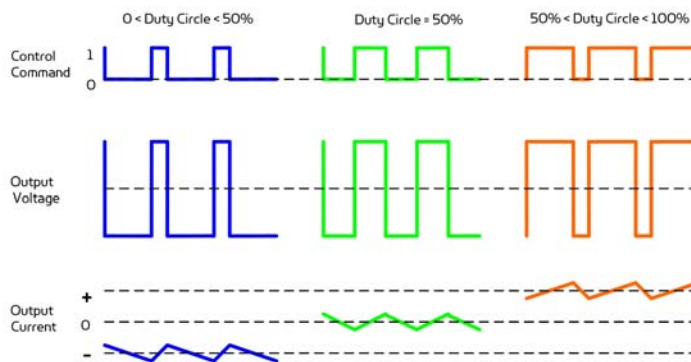 0 < Duty Circle < 50%
Duty Circle = 50%
50% < Duty Circle < 100%
Control
Command
1
0
Output
Voltage
Output
Current
+
0
-